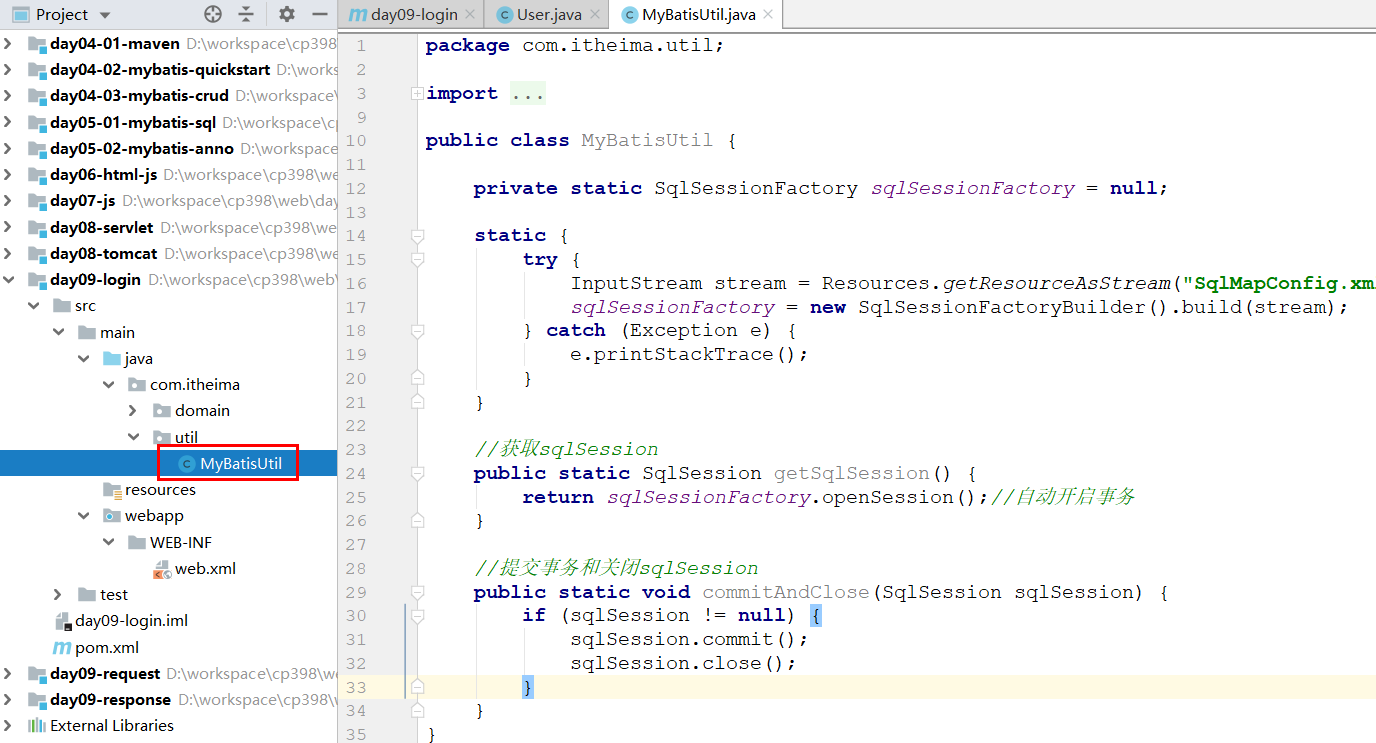 Project
day04-01-maven D:\workspace\cp398
day04-02-mybatis-quickstart D:\works
day04-03-mybatis-crud D:\workspace\
day05-01-mybatis-sql D:\workspace\cp
day05-02-mybatis-anno D:\workspace
day06-html-js D:\workspace\cp398\we
day07-js D:\workspace\cp398\web\day
day08-servlet D:\workspace\cp398\we
day08-tomcat D:\workspace\cp398\we
day09-login D:\workspace\cp398\web\
src
main
java
com.itheima
domain
util
MyBatisUtil
resources
webapp
WEB-INF
web.xml
test
day09-login.iml
pom.xml
day09-request D:\workspace\cp398\we
day09-response D:\workspace\cp398\
External Libraries
day09-login
User.java
MyBatisUtil.java
1 package com.itheima.util;
2
3 import ...
9
10 public class MyBatisUtil {
11
12 private static SqlSessionFactory sqlSessionFactory = null;
13
14 static {
15 try {
16 InputStream stream = Resources.getResourceAsStream("SqlMapConfig.xm
17 sqlSessionFactory = new SqlSessionFactoryBuilder().build(stream);
18 } catch (Exception e) {
19 e.printStackTrace();
20 }
21 }
22
23 //获取sqlSession
24 public static SqlSession getSqlSession() {
25 return sqlSessionFactory.openSession();//自动开启事务
26 }
27
28 //提交事务和关闭sqlSession
29 public static void commitAndClose(SqlSession sqlSession) {
30 if (sqlSession != null) {
31 sqlSession.commit();
32 sqlSession.close();
33 }
34 }
35 }